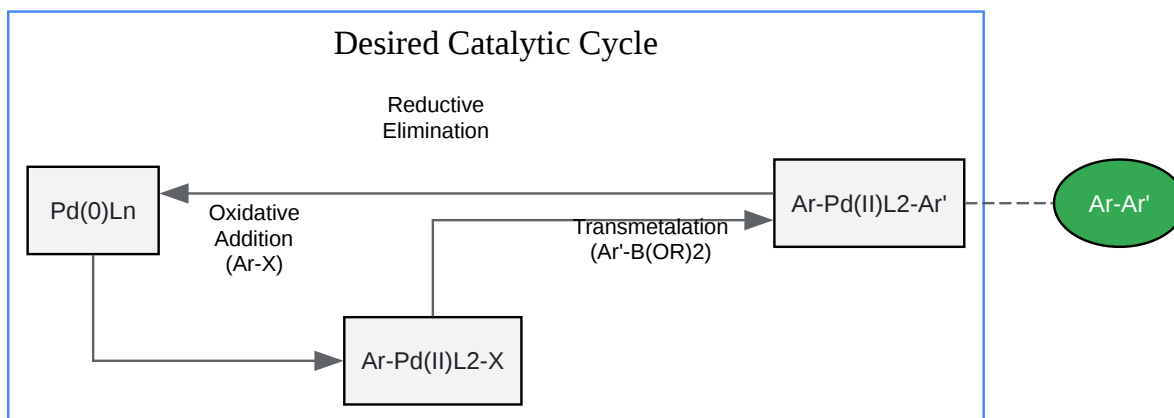 Desired Catalytic Cycle
Reductive
Elimination
Pd(0)Ln
Oxidative
Addition
(Ar-X)
Transmetalation
(Ar'-B(OR)2)
Ar-Pd(II)L2-Ar'
Ar-Ar'
Ar-Pd(II)L2-X